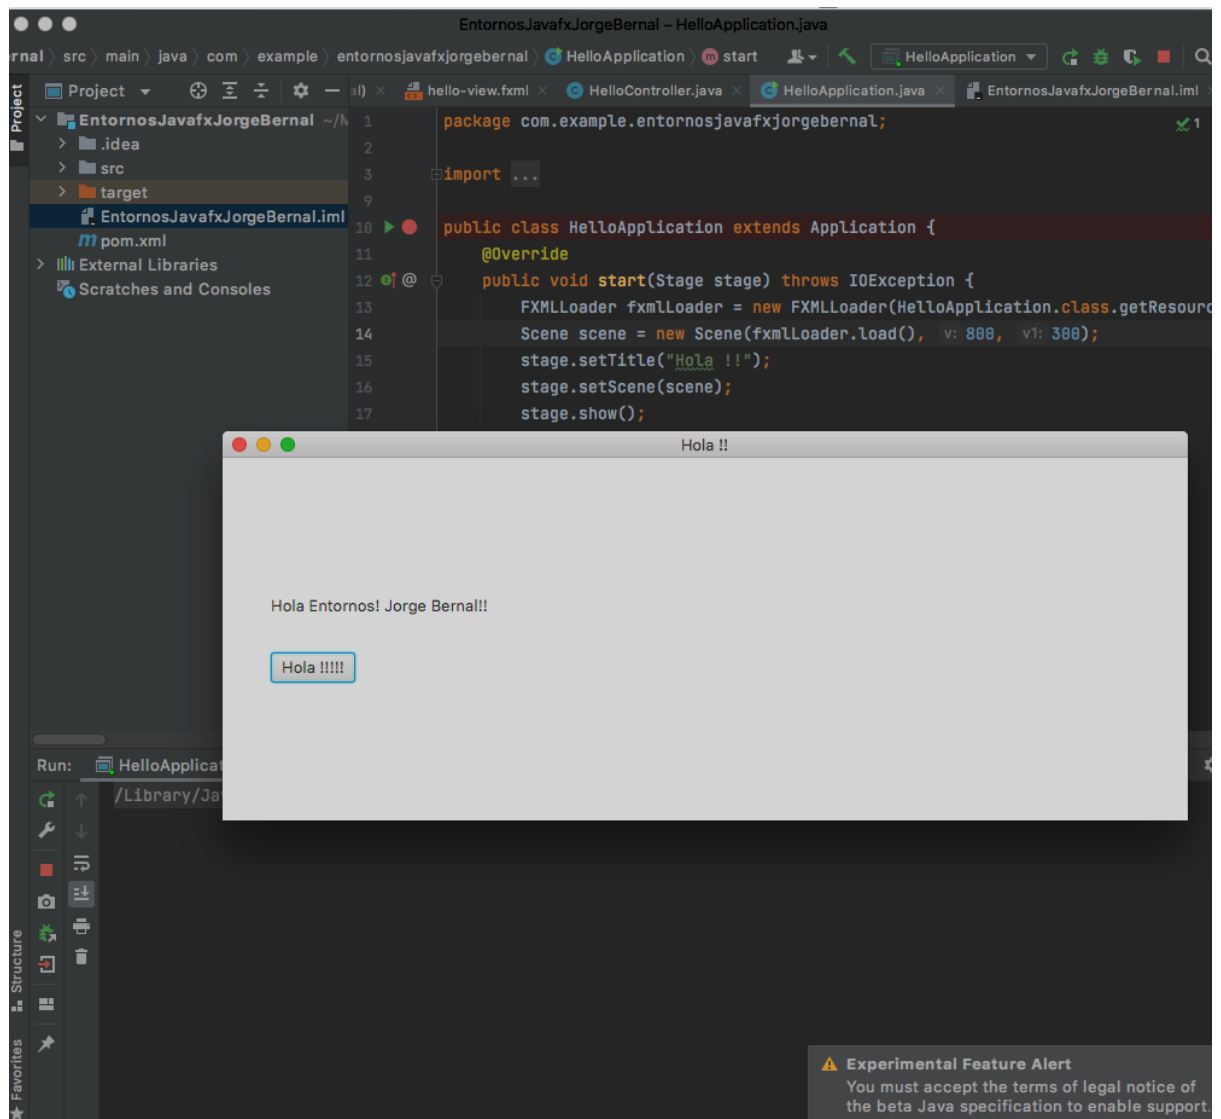 EntornosJavafxJorgeBernal – HelloApplication.java
rnal src main java com example entornosjavafxjorgebernal HelloApplication start HelloApplication
Project al) hello-view.fxml HelloController.java HelloApplication.java EntornosJavafxJorgeBernal.iml
Project
EntornosJavafxJorgeBernal
.idea
src
target
EntornosJavafxJorgeBernal.iml
pom.xml
External Libraries
Scratches and Consoles
1 package com.example.entornosjavafxjorgebernal; 1
2
3 import ...
9
10 public class HelloApplication extends Application {
11 @Override
12 @ public void start(Stage stage) throws IOException {
13 FXMLLoader fxmlLoader = new FXMLLoader(HelloApplication.class.getResourc
14 Scene scene = new Scene(fxmlLoader.load(), v: 800, v1: 300);
15 stage.setTitle("Hola !!");
16 stage.setScene(scene);
17 stage.show();
Hola !!
Hola Entornos! Jorge Bernal!!
Hola !!!!!
Run: HelloApplicat
/Library/Ja
Structure
Favorites
Experimental Feature Alert
You must accept the terms of legal notice of
the beta Java specification to enable support